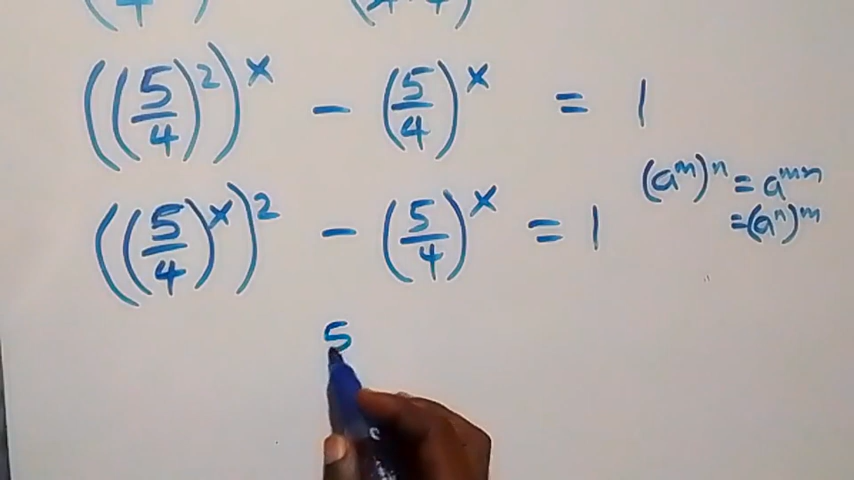 ((5/4)²)ˣ - (5/4)ˣ = 1
(aᵐ)ⁿ = aᵐⁿ
= (aⁿ)ᵐ
((5/4)ˣ)² - (5/4)ˣ = 1
5